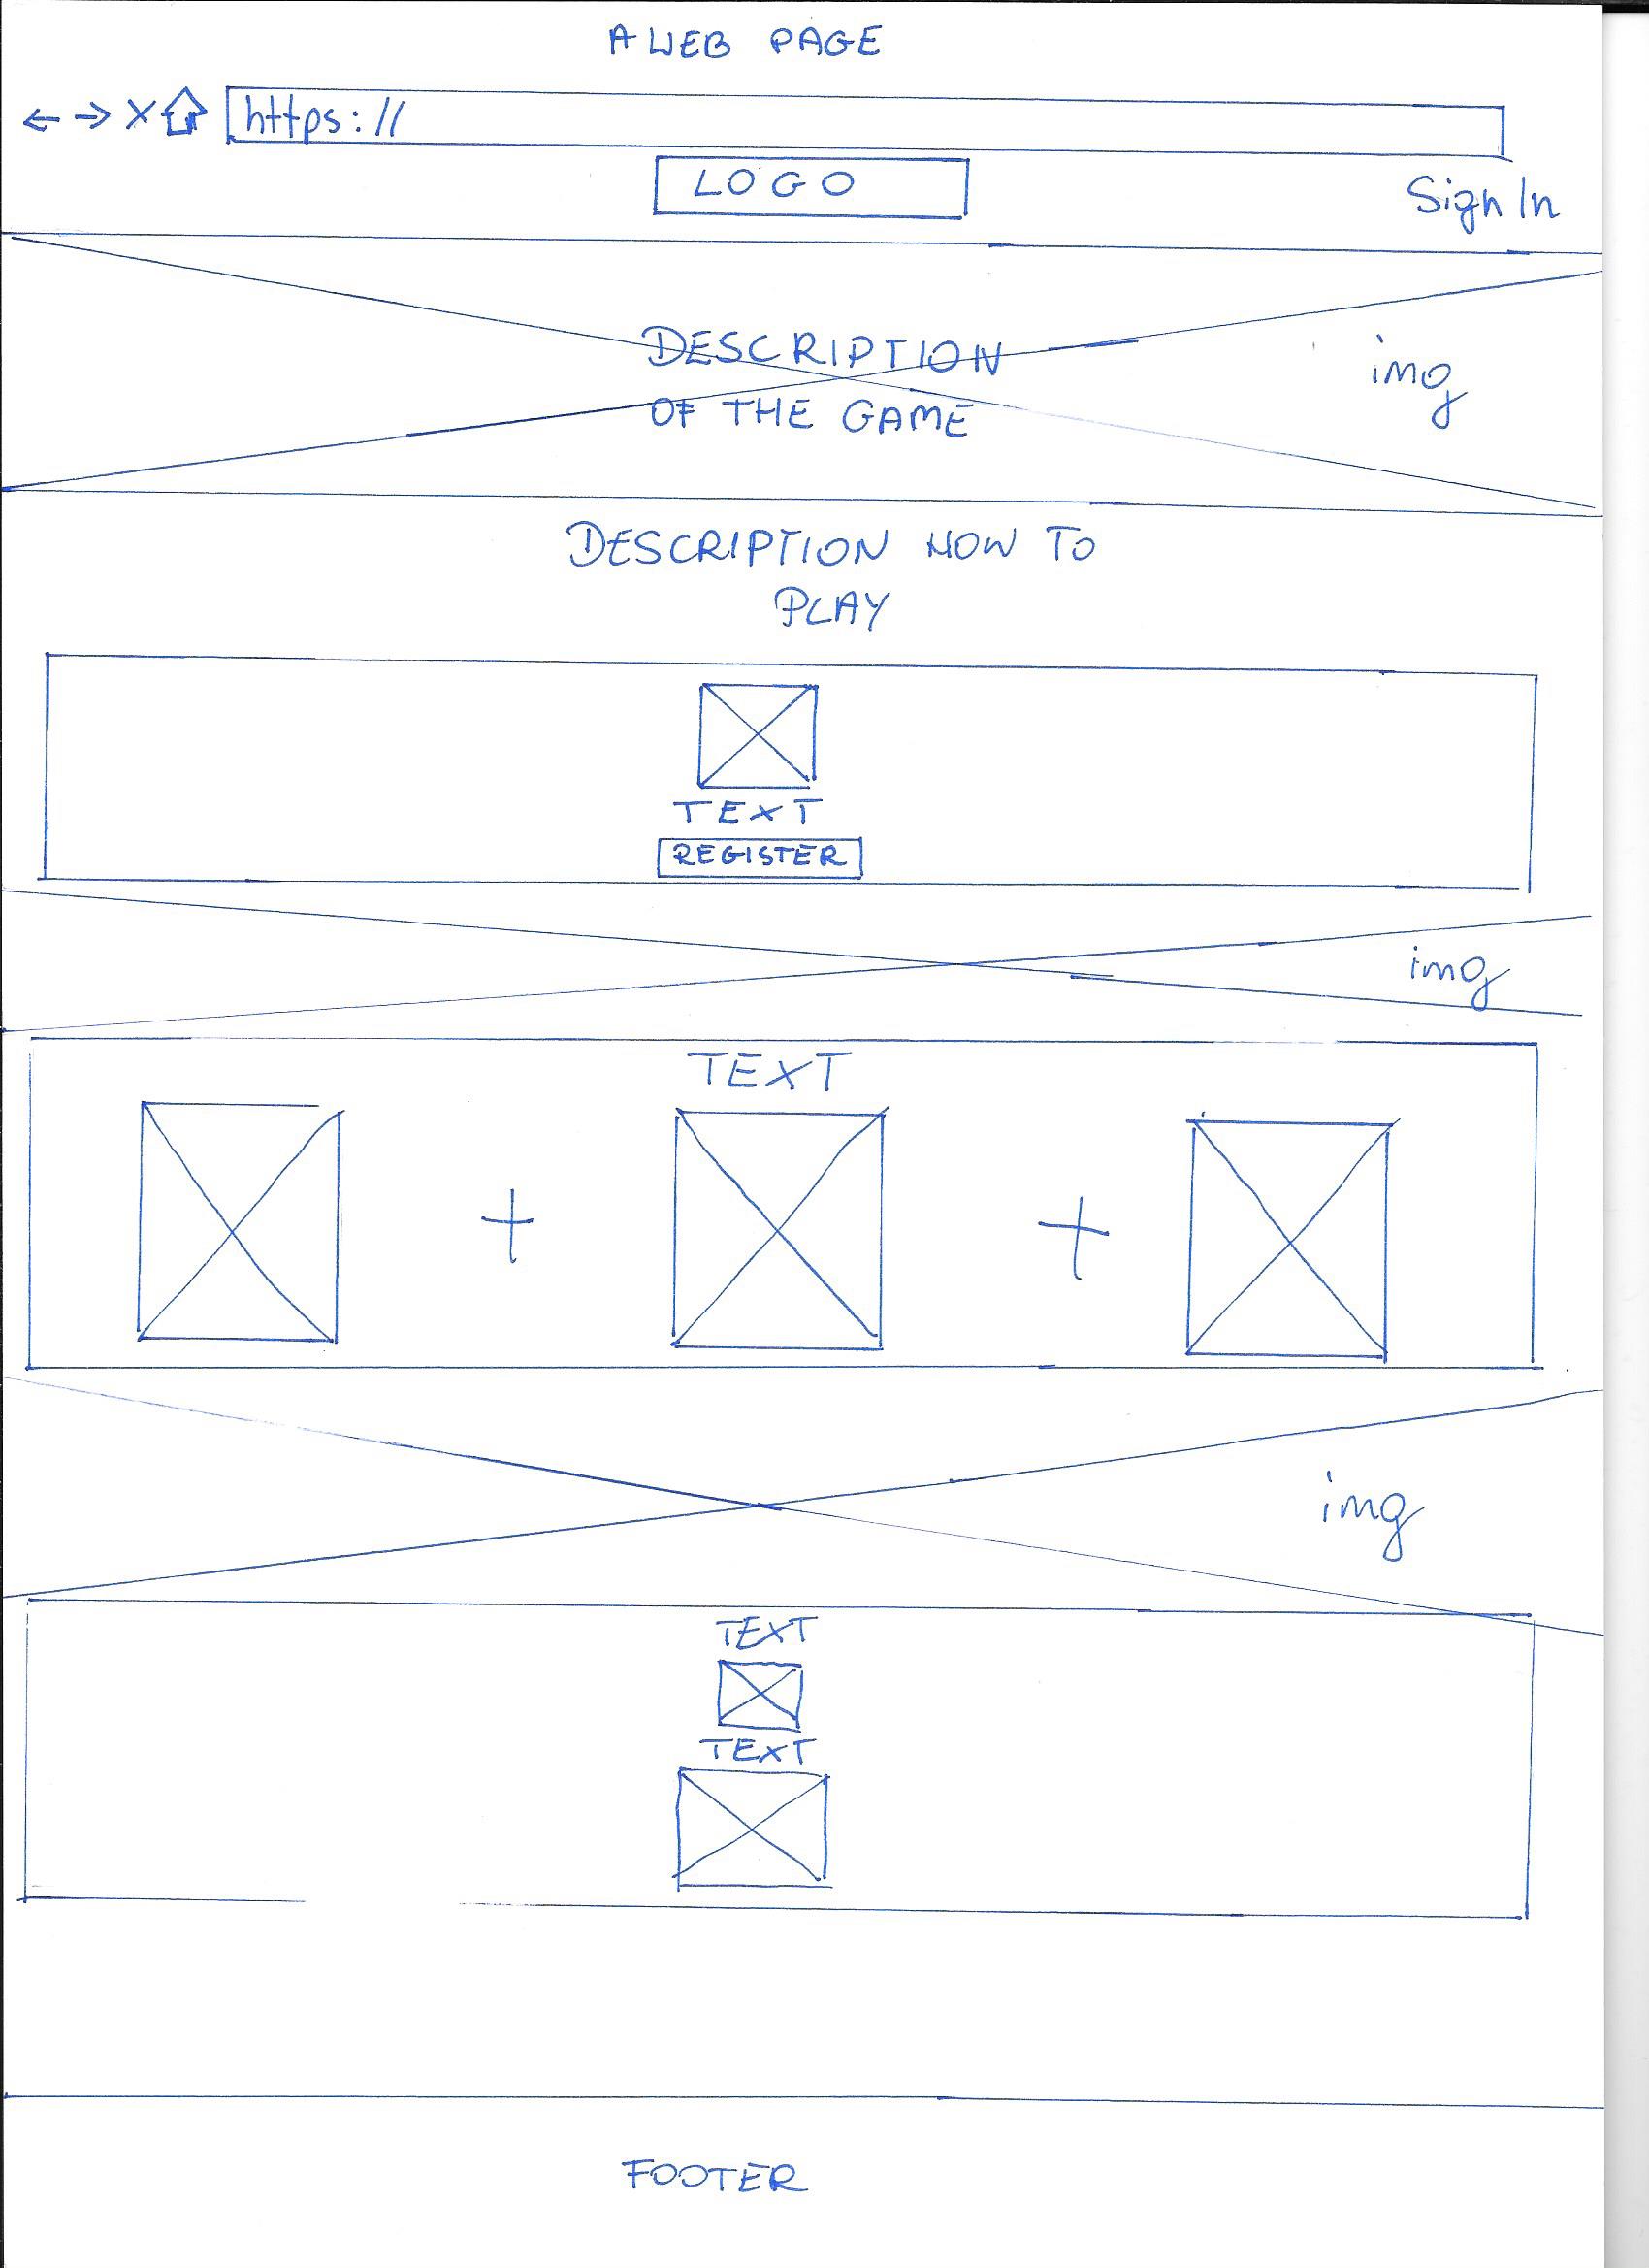 A WEB PAGE
← → X https://
LOGO
Sign In
DESCRIPTION
OF THE GAME
img
DESCRIPTION HOW TO
PLAY
TEXT
REGISTER
img
TEXT
+ +
img
TEXT
TEXT
FOOTER